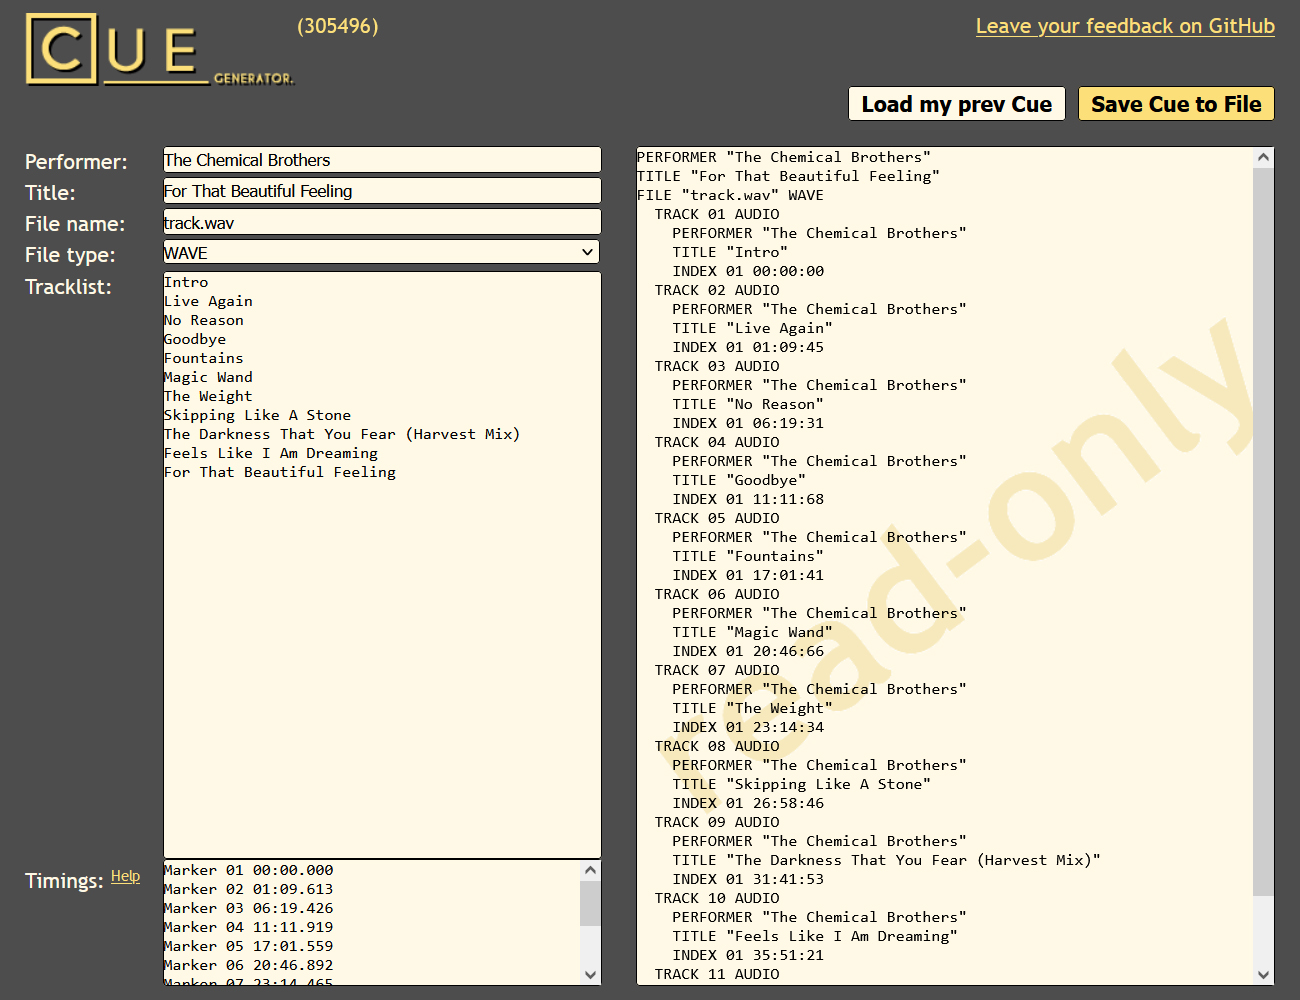 CUE GENERATOR.
(305496)
Leave your feedback on GitHub
Load my prev Cue
Save Cue to File
Performer:
The Chemical Brothers
Title:
For That Beautiful Feeling
File name:
track.wav
File type:
WAVE
Tracklist:
Intro
Live Again
No Reason
Goodbye
Fountains
Magic Wand
The Weight
Skipping Like A Stone
The Darkness That You Fear (Harvest Mix)
Feels Like I Am Dreaming
For That Beautiful Feeling
Timings: Help
Marker 01 00:00.000
Marker 02 01:09.613
Marker 03 06:19.426
Marker 04 11:11.919
Marker 05 17:01.559
Marker 06 20:46.892
Marker 07 23:14.465
PERFORMER "The Chemical Brothers"
TITLE "For That Beautiful Feeling"
FILE "track.wav" WAVE
TRACK 01 AUDIO
PERFORMER "The Chemical Brothers"
TITLE "Intro"
INDEX 01 00:00:00
TRACK 02 AUDIO
PERFORMER "The Chemical Brothers"
TITLE "Live Again"
INDEX 01 01:09:45
TRACK 03 AUDIO
PERFORMER "The Chemical Brothers"
TITLE "No Reason"
INDEX 01 06:19:31
TRACK 04 AUDIO
PERFORMER "The Chemical Brothers"
TITLE "Goodbye"
INDEX 01 11:11:68
TRACK 05 AUDIO
PERFORMER "The Chemical Brothers"
TITLE "Fountains"
INDEX 01 17:01:41
TRACK 06 AUDIO
PERFORMER "The Chemical Brothers"
TITLE "Magic Wand"
INDEX 01 20:46:66
TRACK 07 AUDIO
PERFORMER "The Chemical Brothers"
TITLE "The Weight"
INDEX 01 23:14:34
TRACK 08 AUDIO
PERFORMER "The Chemical Brothers"
TITLE "Skipping Like A Stone"
INDEX 01 26:58:46
TRACK 09 AUDIO
PERFORMER "The Chemical Brothers"
TITLE "The Darkness That You Fear (Harvest Mix)"
INDEX 01 31:41:53
TRACK 10 AUDIO
PERFORMER "The Chemical Brothers"
TITLE "Feels Like I Am Dreaming"
INDEX 01 35:51:21
TRACK 11 AUDIO
read-only